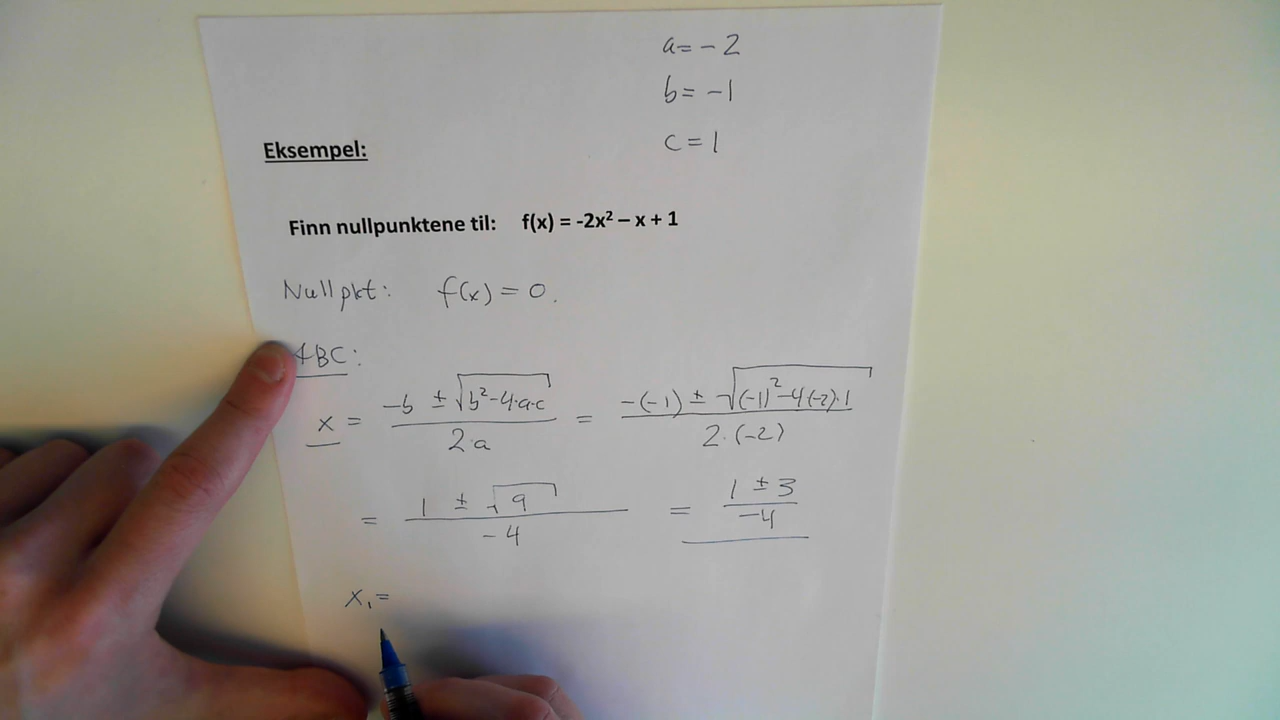 a = -2
b = -1
c = 1
Eksempel:
Finn nullpunktene til: f(x) = -2x² – x + 1
Nullpkt: f(x) = 0.
ABC:
x = (-b ± √(b²-4·a·c)) / (2·a) = (-(-1) ± √((-1)²-4(-2)·1)) / (2·(-2))
= (1 ± √9) / (-4) = (1 ± 3) / (-4)
x₁ =